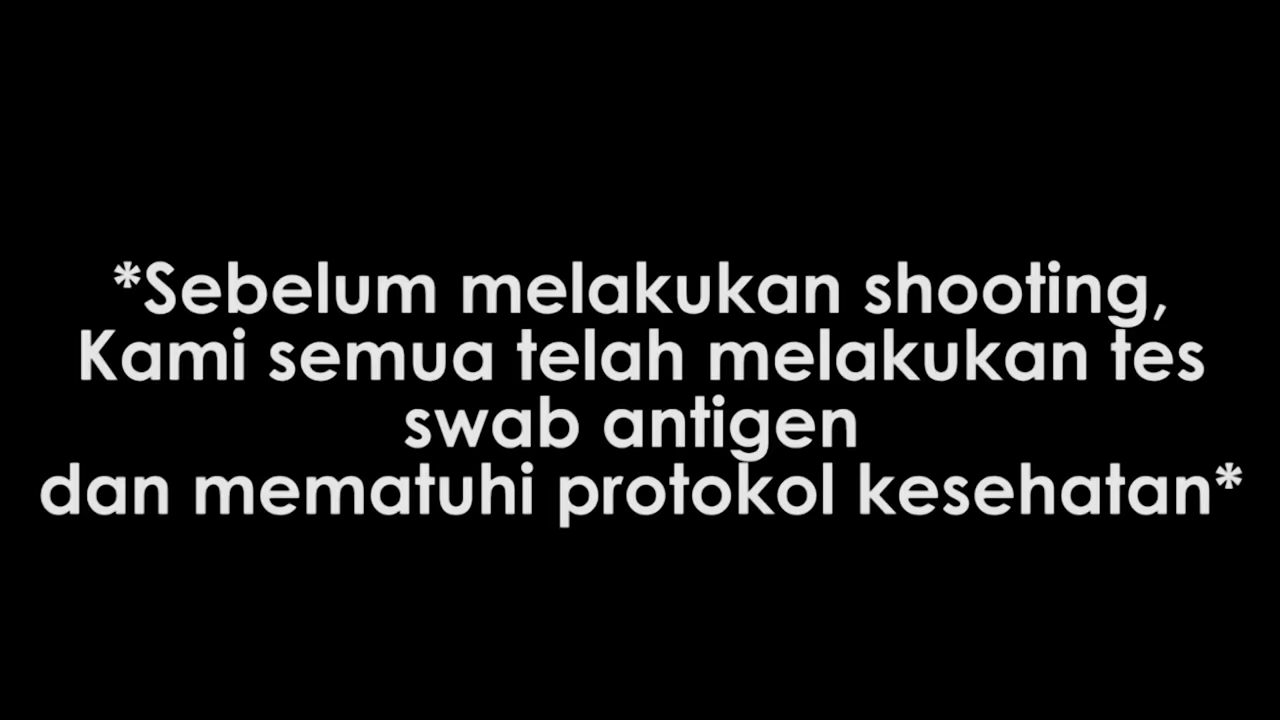 *Sebelum melakukan shooting,
Kami semua telah melakukan tes
swab antigen
dan mematuhi protokol kesehatan*